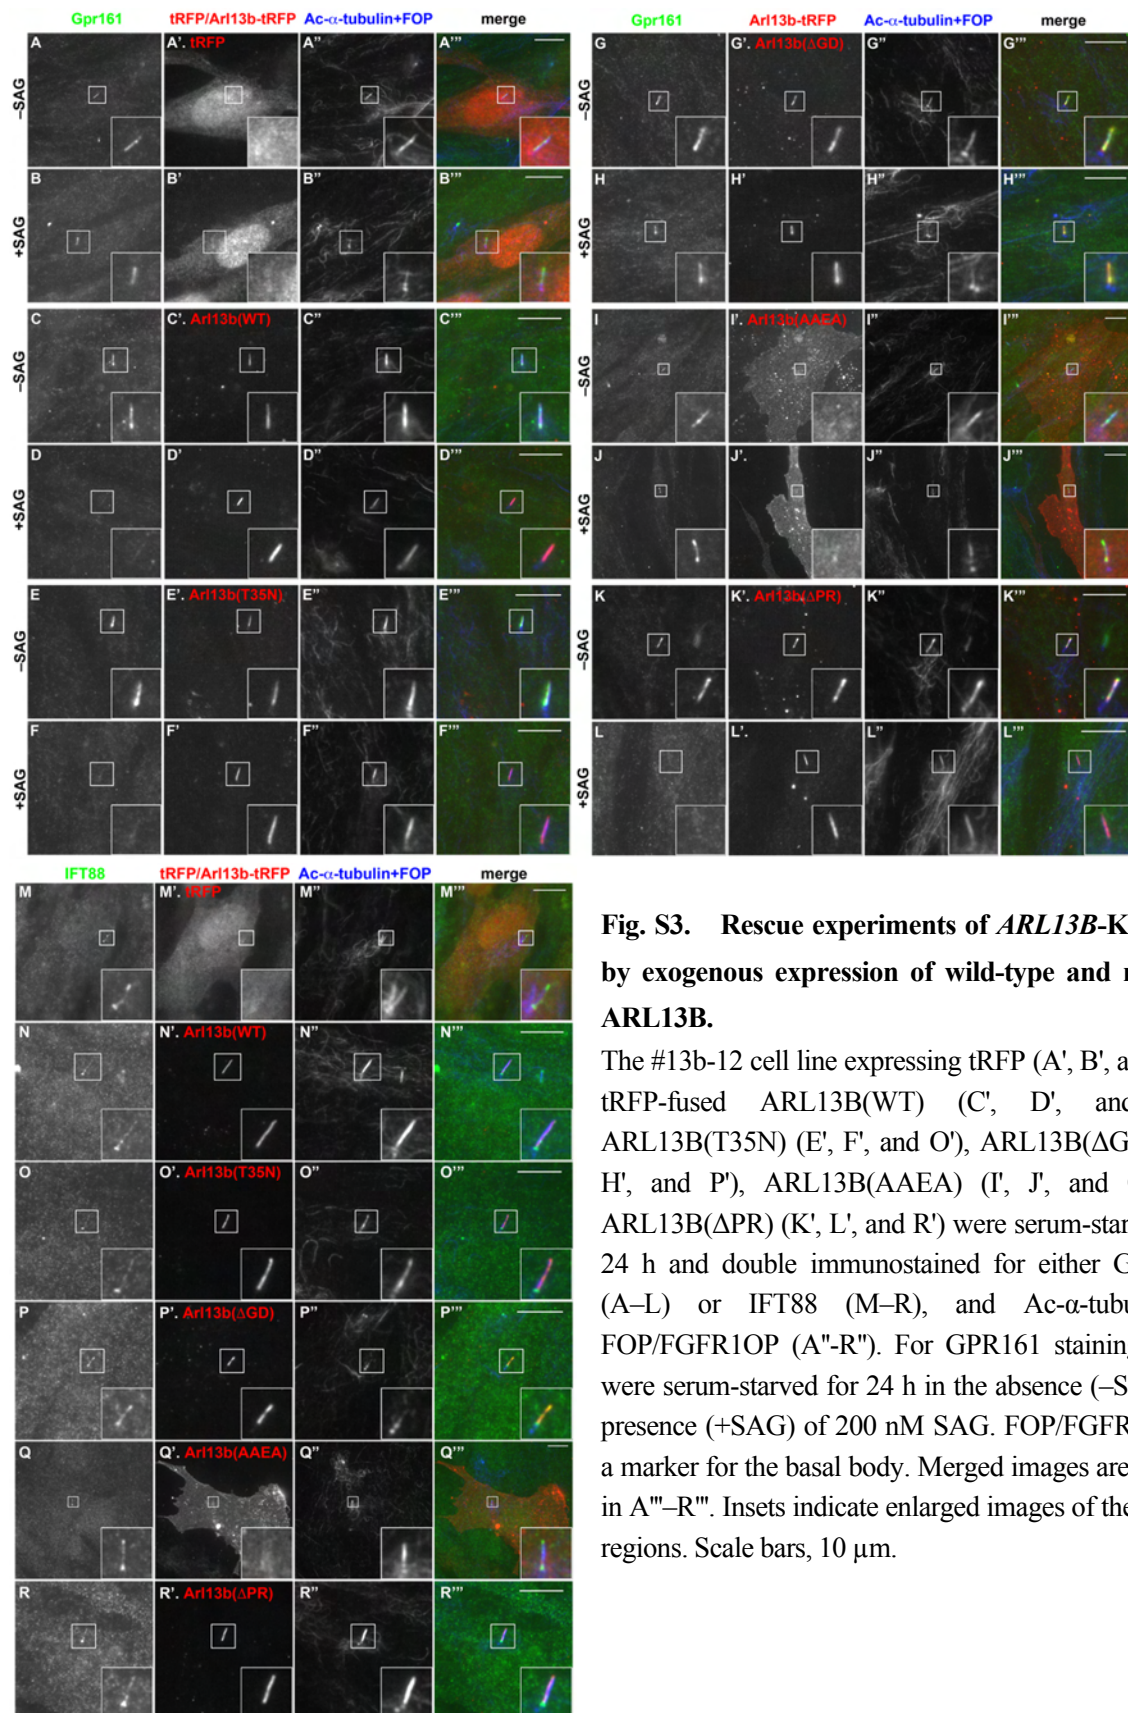 Gpr161 tRFP/Arl13b-tRFP Ac-α-tubulin+FOP merge
A A'. tRFP A'' A'''
–SAG
B B' B'' B'''
+SAG
C C'. Arl13b(WT) C'' C'''
–SAG
D D' D'' D'''
+SAG
E E'. Arl13b(T35N) E'' E'''
–SAG
F F' F'' F'''
+SAG
Gpr161 Arl13b-tRFP Ac-α-tubulin+FOP merge
G G'. Arl13b(ΔGD) G'' G'''
–SAG
H H' H'' H'''
+SAG
I I'. Arl13b(AAEA) I'' I'''
–SAG
J J'. J'' J'''
+SAG
K K'. Arl13b(ΔPR) K'' K'''
–SAG
L L'. L'' L'''
+SAG
IFT88 tRFP/Arl13b-tRFP Ac-α-tubulin+FOP merge
M M'. tRFP M'' M'''
N N'. Arl13b(WT) N'' N'''
O O'. Arl13b(T35N) O'' O'''
P P'. Arl13b(ΔGD) P'' P'''
Q Q'. Arl13b(AAEA) Q'' Q'''
R R'. Arl13b(ΔPR) R'' R'''
Fig. S3. Rescue experiments of ARL13B-K
by exogenous expression of wild-type and
ARL13B.
The #13b-12 cell line expressing tRFP (A', B', a
tRFP-fused ARL13B(WT) (C', D', and
ARL13B(T35N) (E', F', and O'), ARL13B(ΔG
H', and P'), ARL13B(AAEA) (I', J', and
ARL13B(ΔPR) (K', L', and R') were serum-star
24 h and double immunostained for either G
(A–L) or IFT88 (M–R), and Ac-α-tubu
FOP/FGFR1OP (A''-R''). For GPR161 staining
were serum-starved for 24 h in the absence (–S
presence (+SAG) of 200 nM SAG. FOP/FGFR
a marker for the basal body. Merged images are
in A'''–R'''. Insets indicate enlarged images of the
regions. Scale bars, 10 µm.